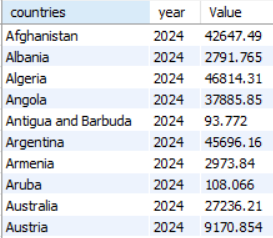 countries year Value
Afghanistan 2024 42647.49
Albania 2024 2791.765
Algeria 2024 46814.31
Angola 2024 37885.85
Antigua and Barbuda 2024 93.772
Argentina 2024 45696.16
Armenia 2024 2973.84
Aruba 2024 108.066
Australia 2024 27236.21
Austria 2024 9170.854